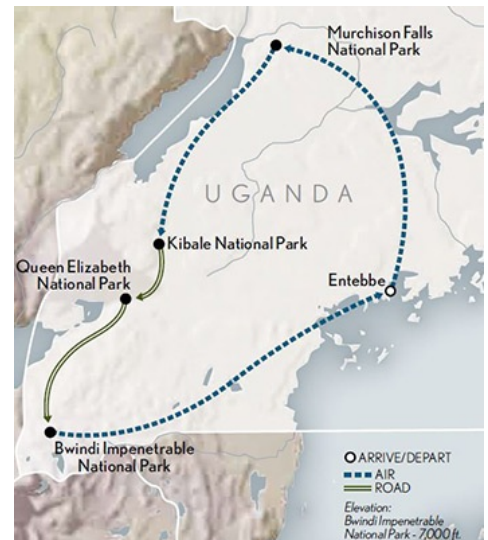 Murchison Falls
National Park
UGANDA
Kibale National Park
Queen Elizabeth
National Park
Entebbe
Bwindi Impenetrable
National Park
ARRIVE/DEPART
AIR
ROAD
Elevation:
Bwindi Impenetrable
National Park - 7,000 ft.